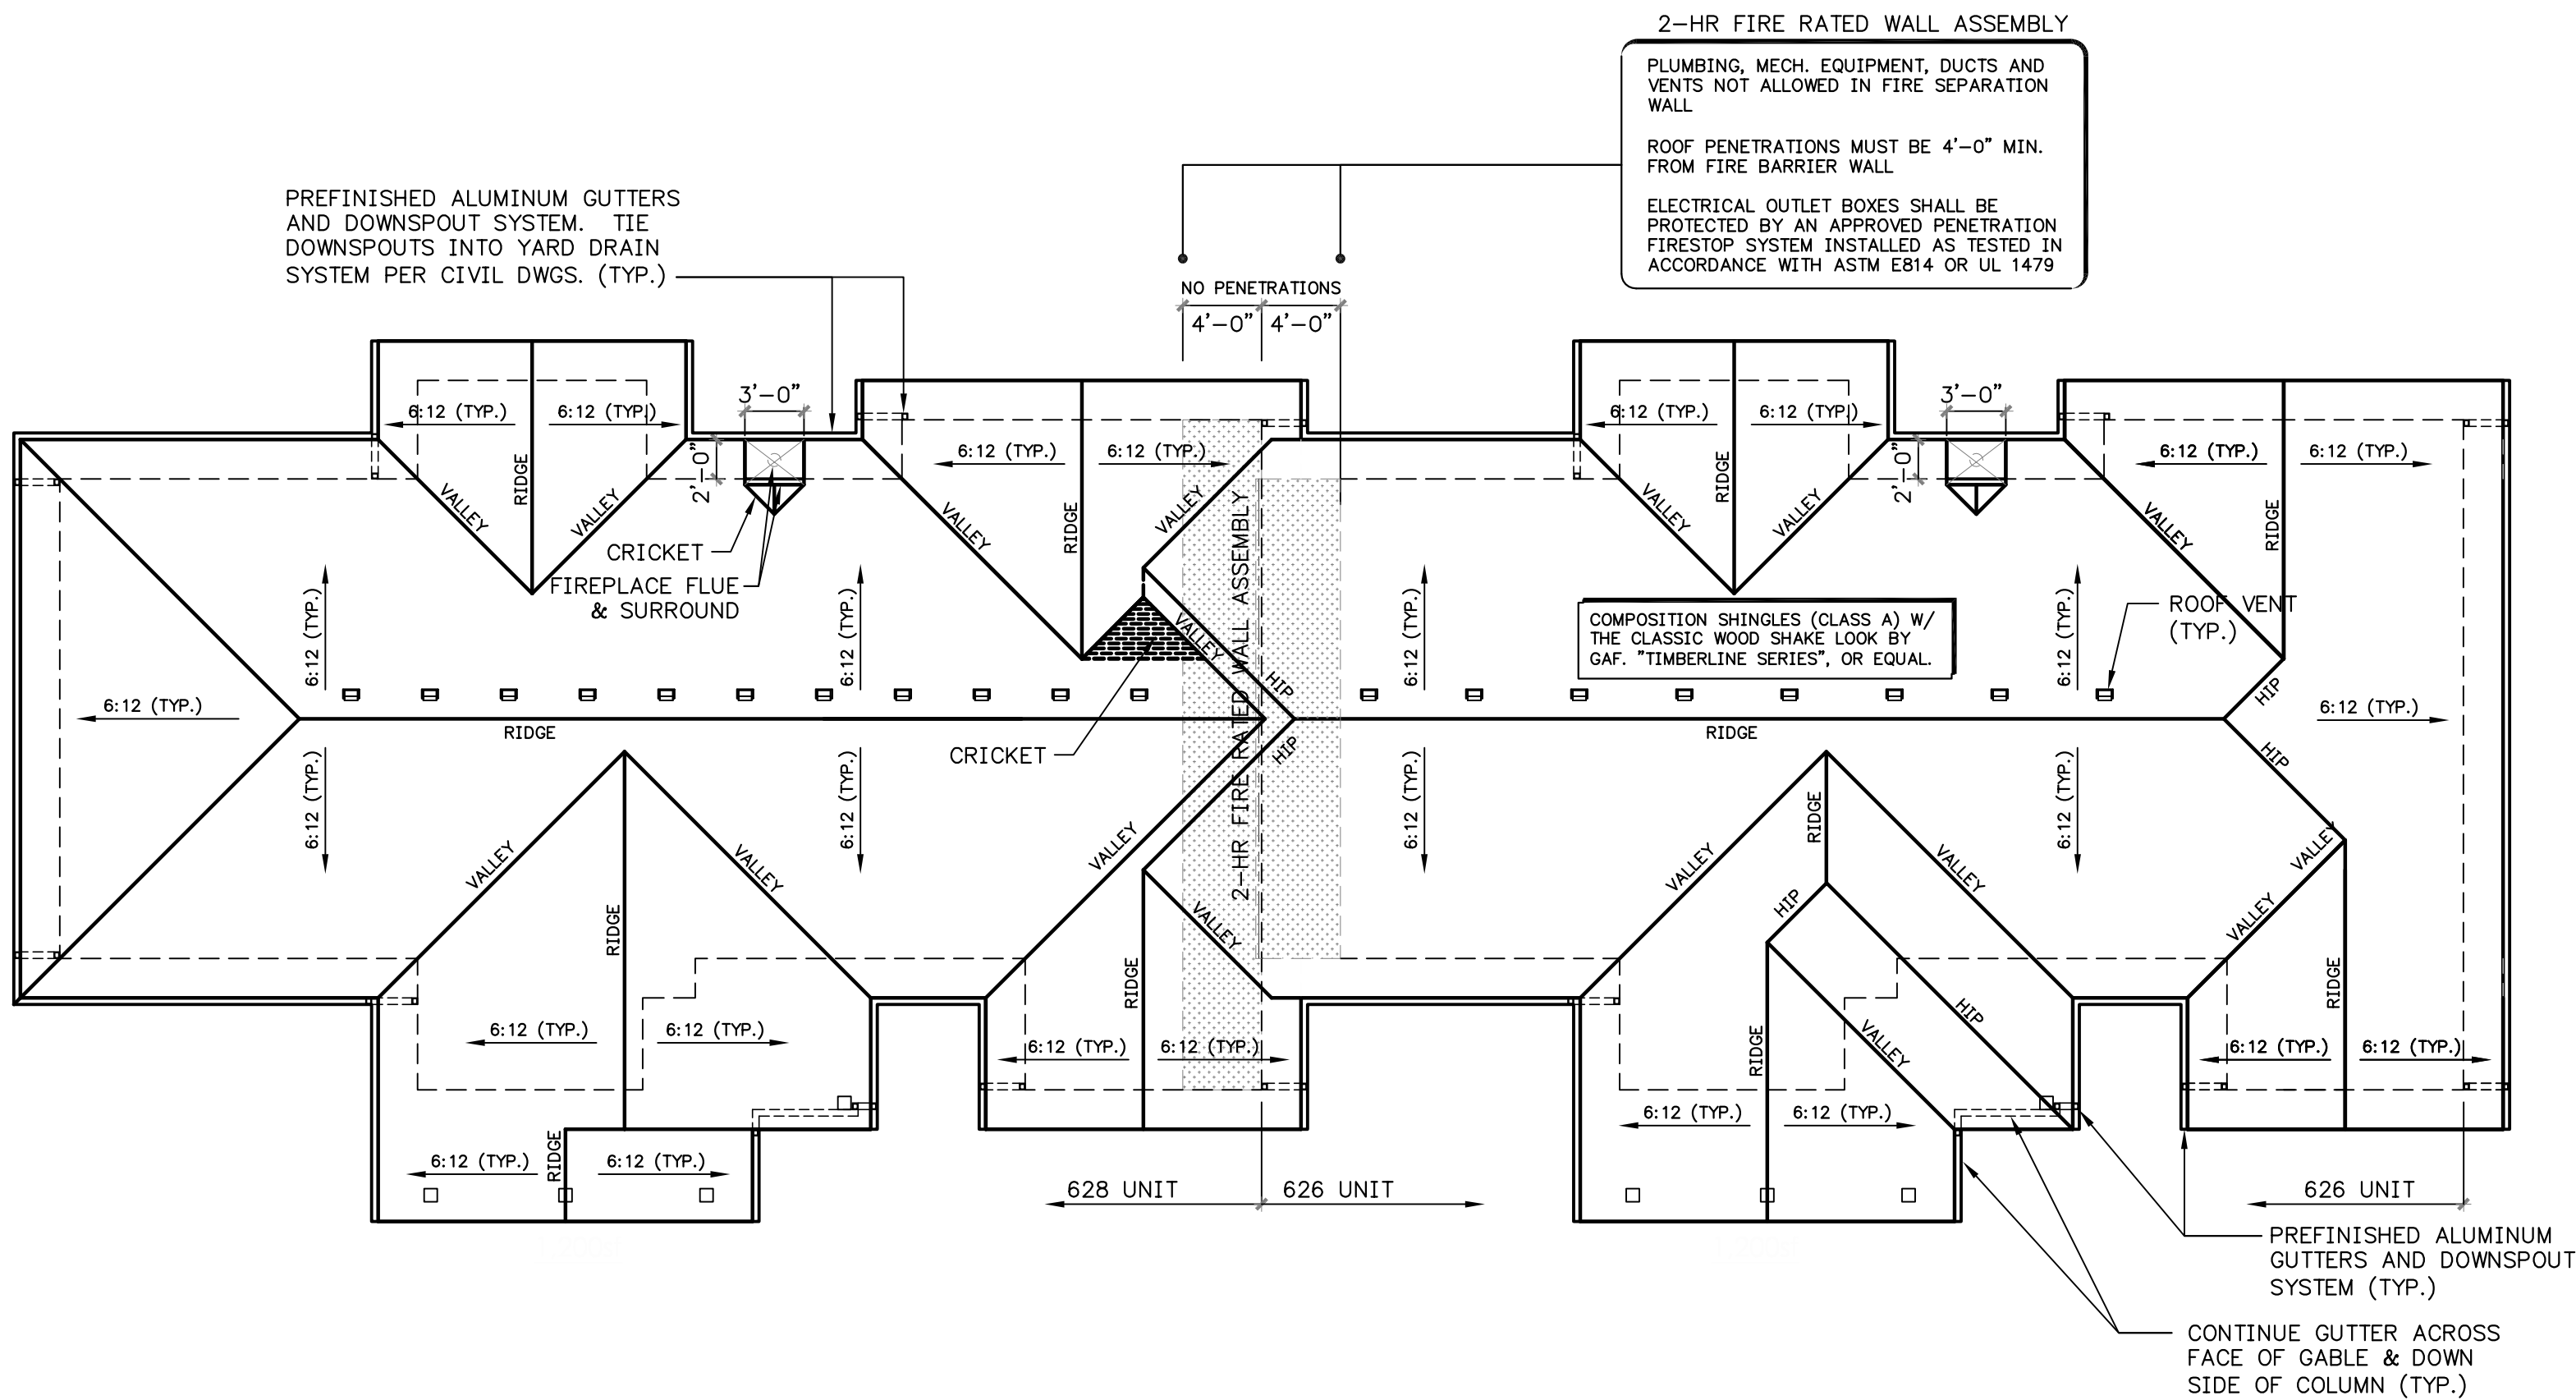 2-HR FIRE RATED WALL ASSEMBLY
PLUMBING, MECH. EQUIPMENT, DUCTS AND
VENTS NOT ALLOWED IN FIRE SEPARATION
WALL
ROOF PENETRATIONS MUST BE 4'-0" MIN.
FROM FIRE BARRIER WALL
ELECTRICAL OUTLET BOXES SHALL BE
PROTECTED BY AN APPROVED PENETRATION
FIRESTOP SYSTEM INSTALLED AS TESTED IN
ACCORDANCE WITH ASTM E814 OR UL 1479
PREFINISHED ALUMINUM GUTTERS
AND DOWNSPOUT SYSTEM. TIE
DOWNSPOUTS INTO YARD DRAIN
SYSTEM PER CIVIL DWGS. (TYP.)
NO PENETRATIONS
4'-0"
4'-0"
3'-0"
3'-0"
6:12 (TYP.)
6:12 (TYP.)
6:12 (TYP.)
6:12 (TYP.)
6:12 (TYP.)
6:12 (TYP.)
6:12 (TYP.)
6:12 (TYP.)
2'-0"
2'-0"
RIDGE
RIDGE
RIDGE
RIDGE
VALLEY
VALLEY
VALLEY
VALLEY
VALLEY
VALLEY
VALLEY
VALLEY
CRICKET
FIREPLACE FLUE
& SURROUND
2-HR FIRE RATED WALL ASSEMBLY
COMPOSITION SHINGLES (CLASS A) W/
THE CLASSIC WOOD SHAKE LOOK BY
GAF. "TIMBERLINE SERIES", OR EQUAL.
ROOF VENT
(TYP.)
6:12 (TYP.)
6:12 (TYP.)
6:12 (TYP.)
6:12 (TYP.)
HIP
HIP
6:12 (TYP.)
6:12 (TYP.)
RIDGE
RIDGE
CRICKET
HIP
HIP
6:12 (TYP.)
6:12 (TYP.)
6:12 (TYP.)
6:12 (TYP.)
VALLEY
VALLEY
VALLEY
VALLEY
VALLEY
VALLEY
VALLEY
VALLEY
RIDGE
HIP
RIDGE
RIDGE
RIDGE
HIP
VALLEY
RIDGE
6:12 (TYP.)
6:12 (TYP.)
6:12 (TYP.)
6:12 (TYP.)
6:12 (TYP.)
6:12 (TYP.)
6:12 (TYP.)
6:12 (TYP.)
RIDGE
6:12 (TYP.)
6:12 (TYP.)
628 UNIT
626 UNIT
626 UNIT
PREFINISHED ALUMINUM
GUTTERS AND DOWNSPOUT
SYSTEM (TYP.)
CONTINUE GUTTER ACROSS
FACE OF GABLE & DOWN
SIDE OF COLUMN (TYP.)